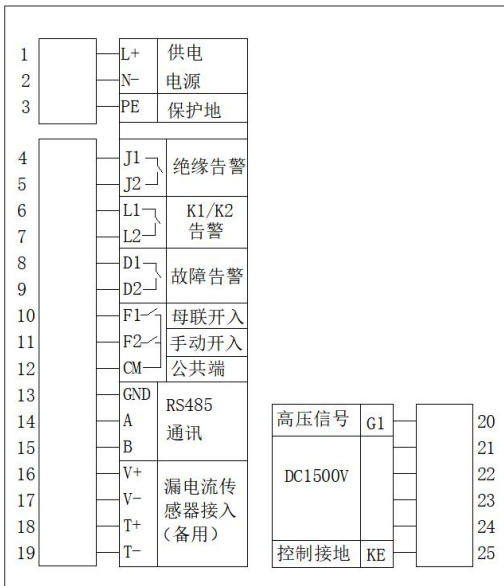 1 L+ 供电
2 N- 电源
3 PE 保护地
4 J1 绝缘告警
5 J2
6 L1 K1/K2
7 L2 告警
8 D1 故障告警
9 D2
10 F1 母联开入
11 F2 手动开入
12 CM 公共端
13 GND RS485
14 A 通讯
15 B
16 V+ 漏电流传
17 V- 感器接入
18 T+ (备用)
19 T-
高压信号 G1 20
21
DC1500V 22
23
24
控制接地 KE 25